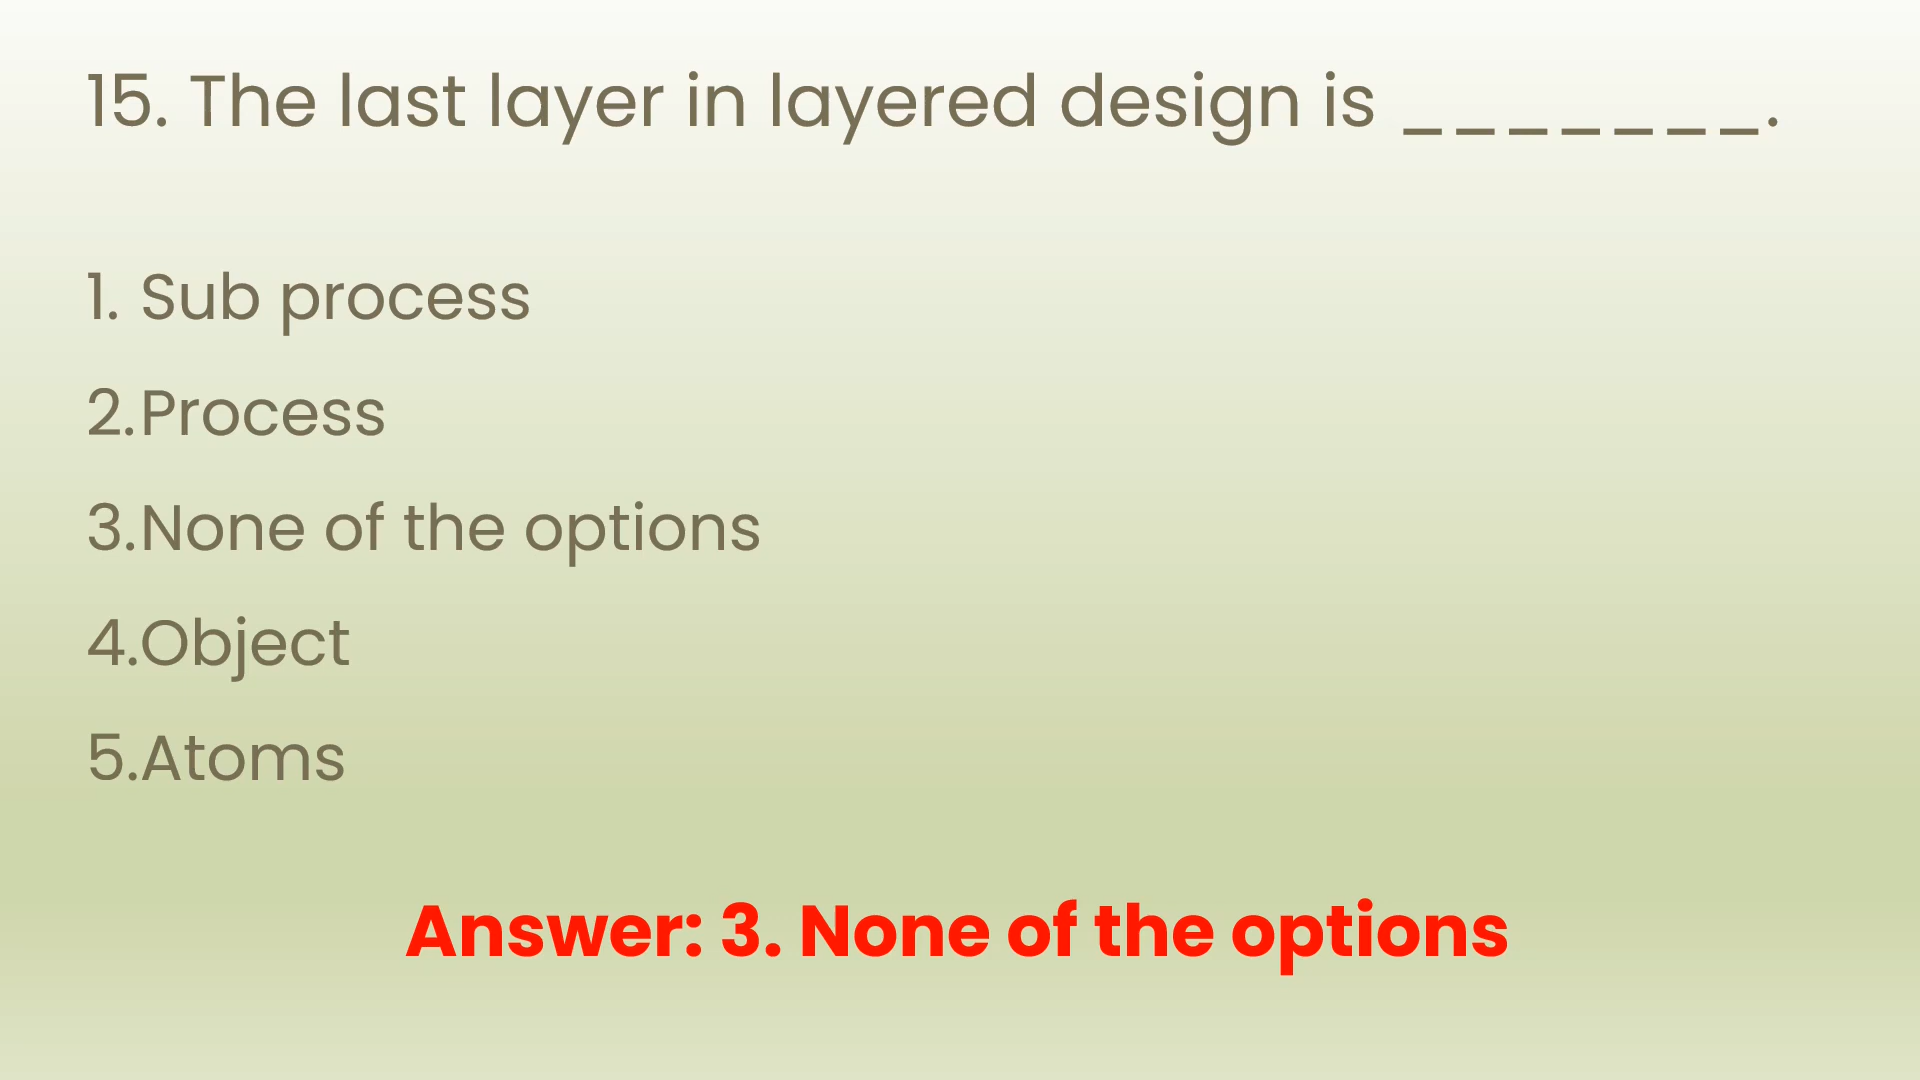 15. The last layer in layered design is _______.
1. Sub process
2.Process
3.None of the options
4.Object
5.Atoms
Answer: 3. None of the options